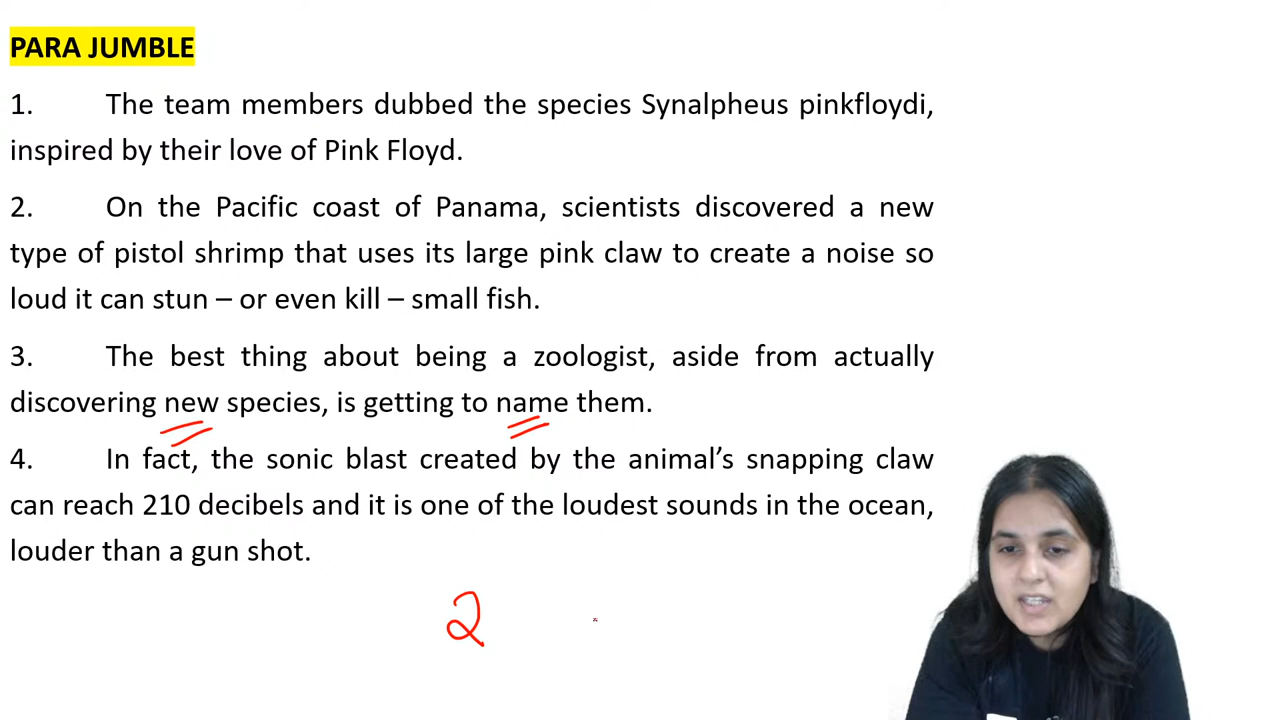 PARA JUMBLE
1. The team members dubbed the species Synalpheus pinkfloydi,
inspired by their love of Pink Floyd.
2. On the Pacific coast of Panama, scientists discovered a new
type of pistol shrimp that uses its large pink claw to create a noise so
loud it can stun – or even kill – small fish.
3. The best thing about being a zoologist, aside from actually
discovering new species, is getting to name them.
4. In fact, the sonic blast created by the animal’s snapping claw
can reach 210 decibels and it is one of the loudest sounds in the ocean,
louder than a gun shot.
2